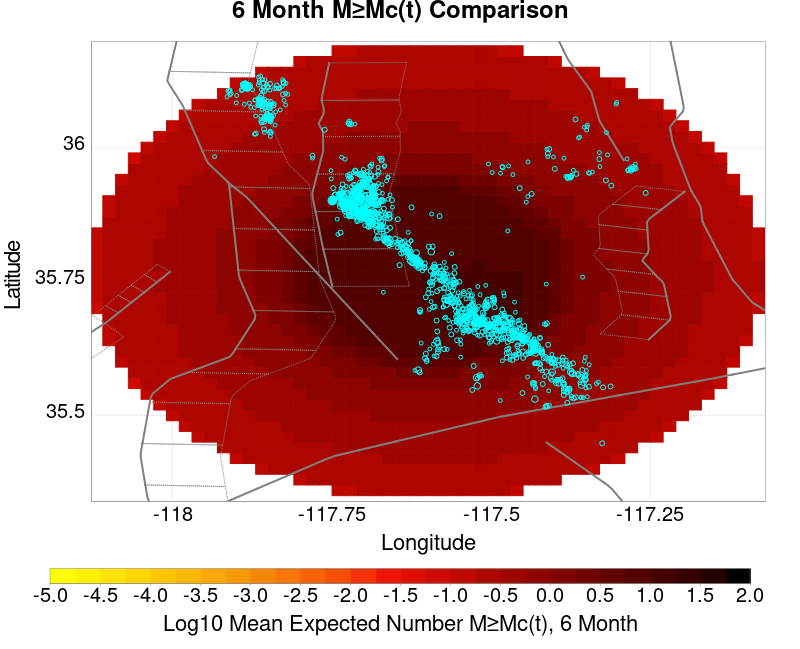 6 Month M≥Mc(t) Comparison
36
35.75
35.5
Latitude
-118 -117.75 -117.5 -117.25
Longitude
-5.0 -4.5 -4.0 -3.5 -3.0 -2.5 -2.0 -1.5 -1.0 -0.5 0.0 0.5 1.0 1.5 2.0
Log10 Mean Expected Number M≥Mc(t), 6 Month